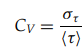 C_V = σ_τ / ⟨τ⟩